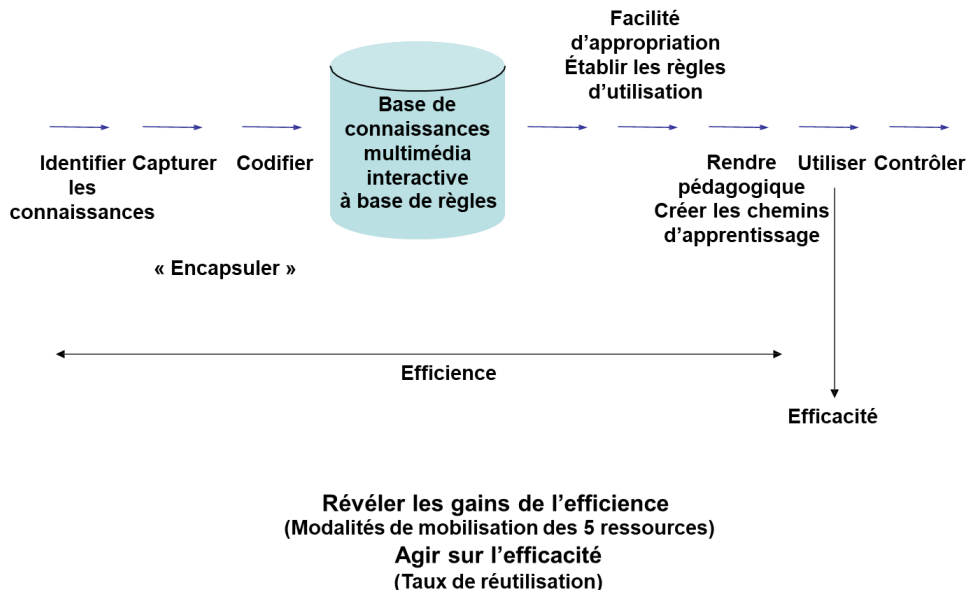 Facilité
d’appropriation
Établir les règles
d’utilisation
Base de
connaissances
multimédia
interactive
à base de règles
Identifier
les
connaissances
Capturer
Codifier
Rendre
pédagogique
Créer les chemins
d’apprentissage
Utiliser
Contrôler
« Encapsuler »
Efficience
Efficacité
Révéler les gains de l’efficience
(Modalités de mobilisation des 5 ressources)
Agir sur l’efficacité
(Taux de réutilisation)